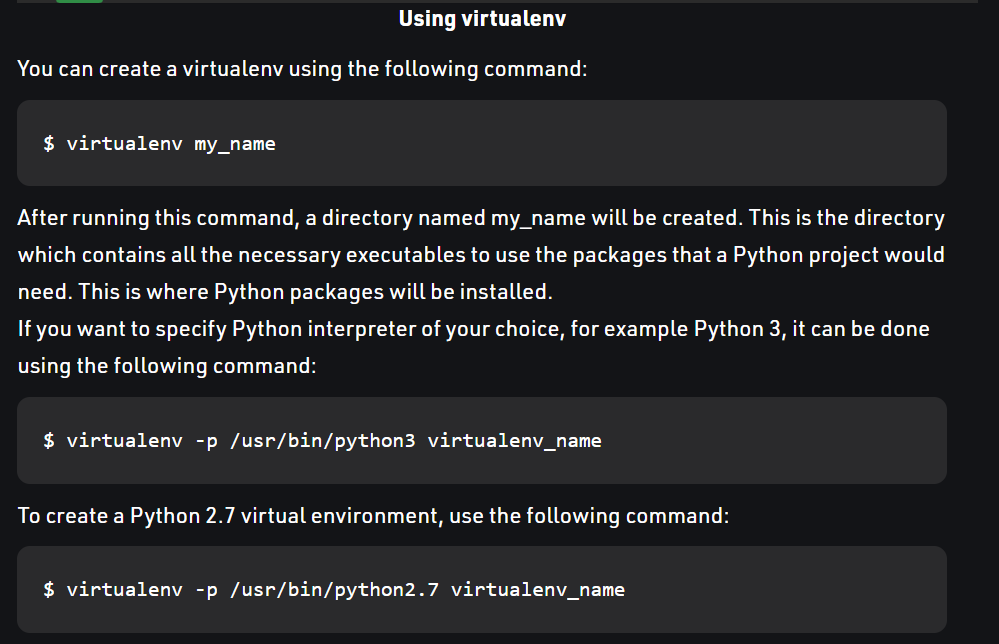 Using virtualenv
You can create a virtualenv using the following command:
$ virtualenv my_name
After running this command, a directory named my_name will be created. This is the directory
which contains all the necessary executables to use the packages that a Python project would
need. This is where Python packages will be installed.
If you want to specify Python interpreter of your choice, for example Python 3, it can be done
using the following command:
$ virtualenv -p /usr/bin/python3 virtualenv_name
To create a Python 2.7 virtual environment, use the following command:
$ virtualenv -p /usr/bin/python2.7 virtualenv_name